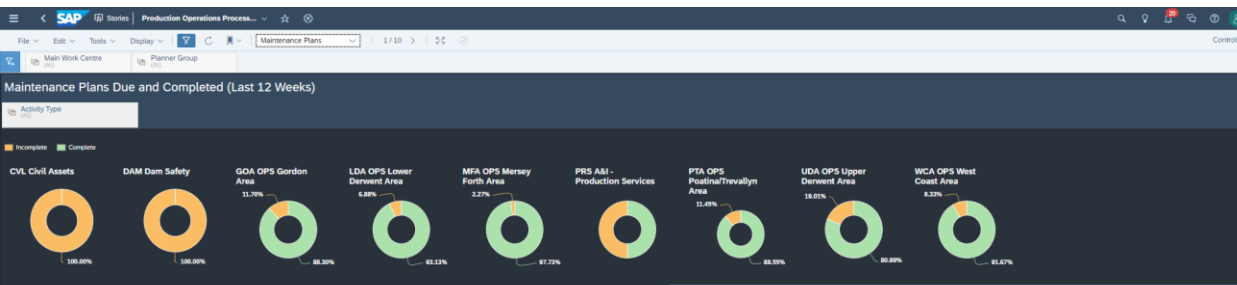 SAP Stories Production Operations Process...
20
File Edit Tools Display Maintenance Plans 1 / 10 Control
Main Work Centre
(All)
Planner Group
(All)
Maintenance Plans Due and Completed (Last 12 Weeks)
Activity Type
(All)
Incomplete Complete
CVL Civil Assets
100.00%
DAM Dam Safety
100.00%
GOA OPS Gordon
Area
11.70%
88.30%
LDA OPS Lower
Derwent Area
6.88%
93.13%
MFA OPS Mersey
Forth Area
2.27%
97.73%
PRS A&I -
Production Services
PTA OPS
Poatina/Trevallyn
Area
11.45%
88.55%
UDA OPS Upper
Derwent Area
19.01%
80.99%
WCA OPS West
Coast Area
8.33%
91.67%